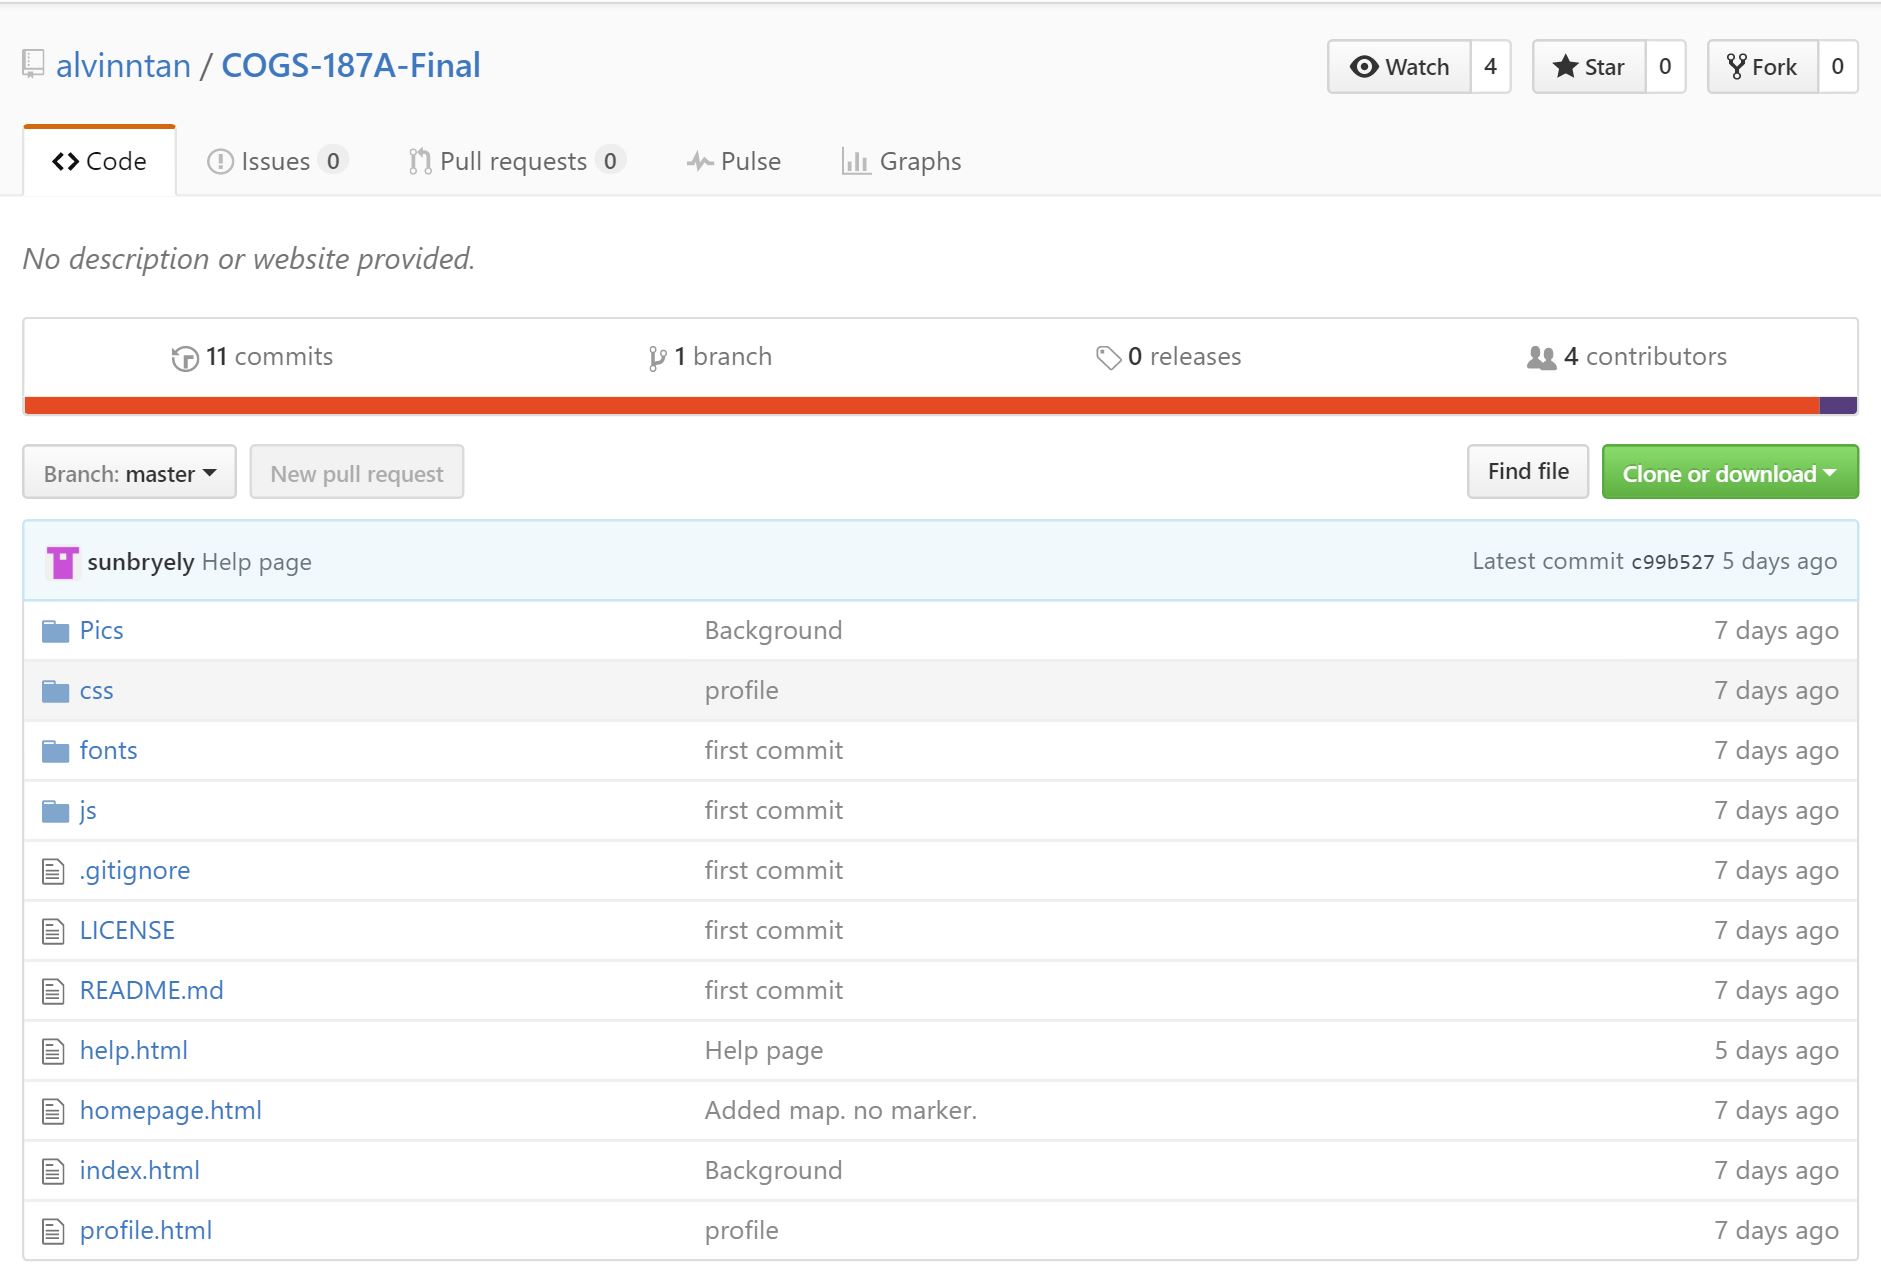 alvinntan / COGS-187A-Final
Watch 4 Star 0 Fork 0
Code Issues 0 Pull requests 0 Pulse Graphs
No description or website provided.
11 commits 1 branch 0 releases 4 contributors
Branch: master New pull request Find file Clone or download
sunbryely Help page Latest commit c99b527 5 days ago
Pics Background 7 days ago
css profile 7 days ago
fonts first commit 7 days ago
js first commit 7 days ago
.gitignore first commit 7 days ago
LICENSE first commit 7 days ago
README.md first commit 7 days ago
help.html Help page 5 days ago
homepage.html Added map. no marker. 7 days ago
index.html Background 7 days ago
profile.html profile 7 days ago